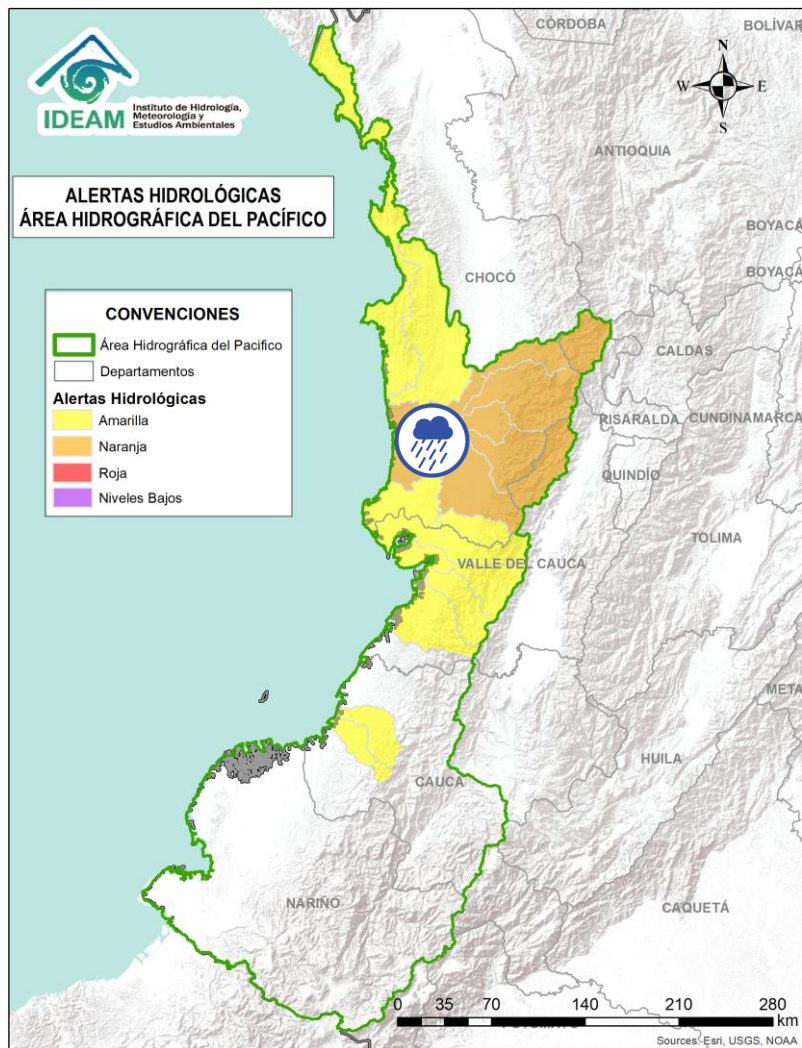 CÓRDOBA
BOLÍVAR
IDEAM
Instituto de Hidrología,
Meteorología y
Estudios Ambientales
N
W
E
S
ANTIOQUIA
ALERTAS HIDROLÓGICAS
ÁREA HIDROGRÁFICA DEL PACÍFICO
BOYACÁ
BOYACÁ
CHOCÓ
CONVENCIONES
Área Hidrográfica del Pacifico
Departamentos
Alertas Hidrológicas
Amarilla
Naranja
Roja
Niveles Bajos
CALDAS
RISARALDA
CUNDINAMARCA
QUINDÍO
TOLIMA
VALLE DEL CAUCA
META
HUILA
CAUCA
NARIÑO
CAQUETÁ
0 35 70 140 210 280
km
Sources: Esri, USGS, NOAA